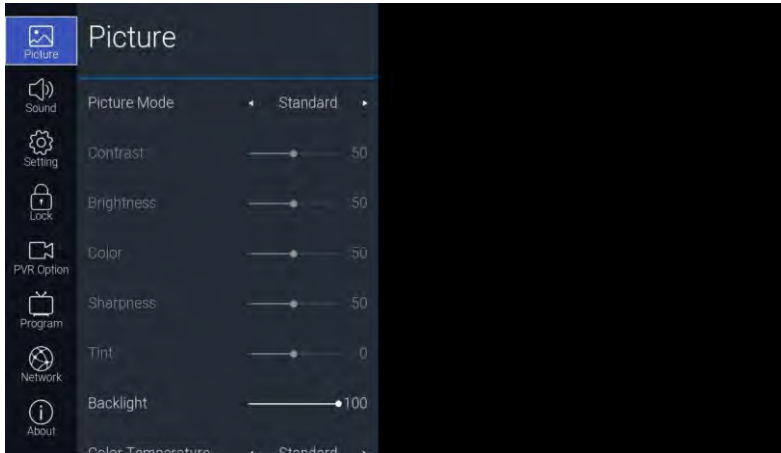 Picture
Sound
Setting
Lock
PVR Option
Program
Network
About
Picture
Picture Mode Standard
Contrast 50
Brightness 50
Color 50
Sharpness 50
Tint 0
Backlight 100
Color Temperature Standard